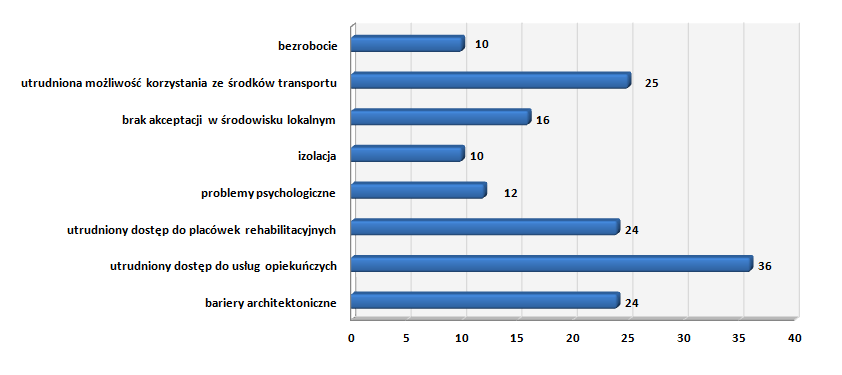 bezrobocie 10
utrudniona możliwość korzystania ze środków transportu 25
brak akceptacji w środowisku lokalnym 16
izolacja 10
problemy psychologiczne 12
utrudniony dostęp do placówek rehabilitacyjnych 24
utrudniony dostęp do usług opiekuńczych 36
bariery architektoniczne 24
0 5 10 15 20 25 30 35 40